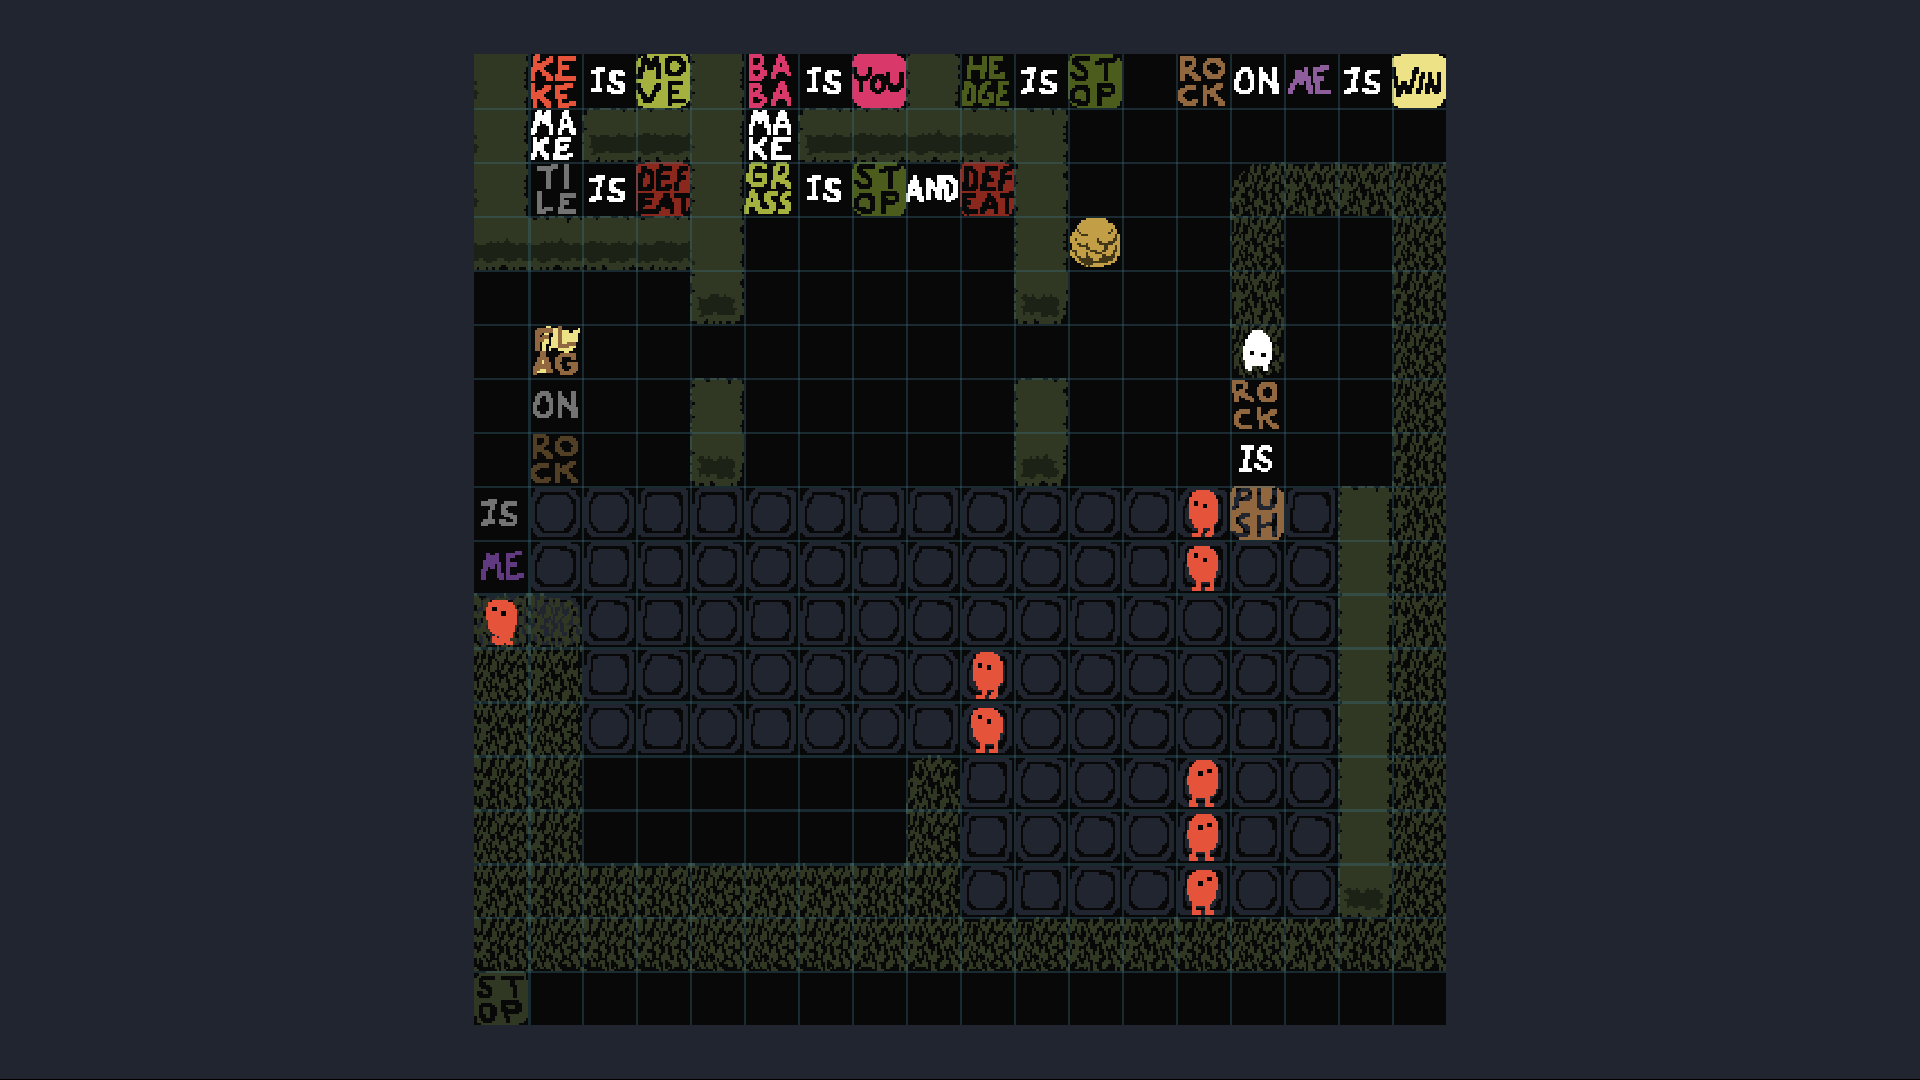 KEKE IS MOVE BABA IS YOU HEDGE IS STOP ROCK ON ME IS WIN
MAKE MAKE
TILE IS DEFEAT GRASS IS STOP AND DEFEAT
FLAG
ON ROCK
ROCK IS
IS PUSH
ME
STOP